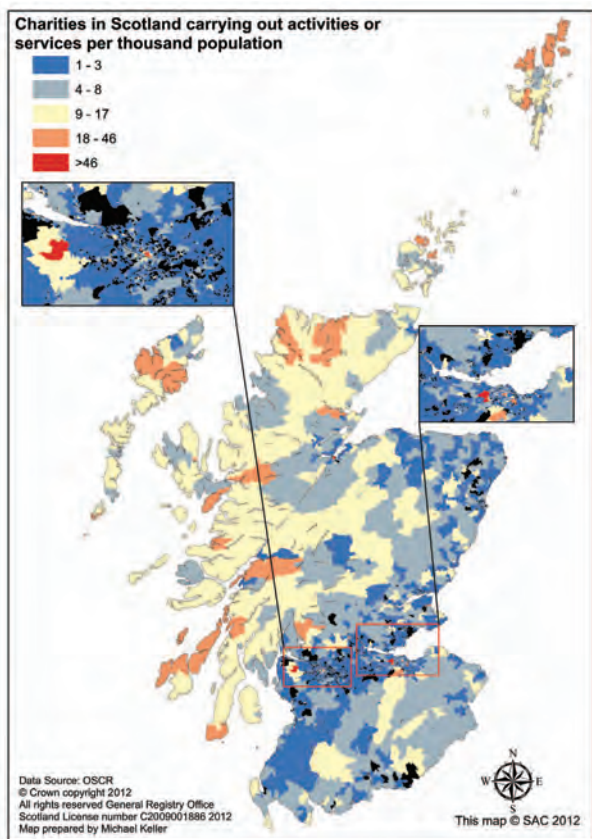 Charities in Scotland carrying out activities or
services per thousand population
1 - 3
4 - 8
9 - 17
18 - 46
>46
N
W E
S
Data Source: OSCR
© Crown copyright 2012
All rights reserved General Registry Office
Scotland License number C2009001886 2012
Map prepared by Michael Keller
This map © SAC 2012